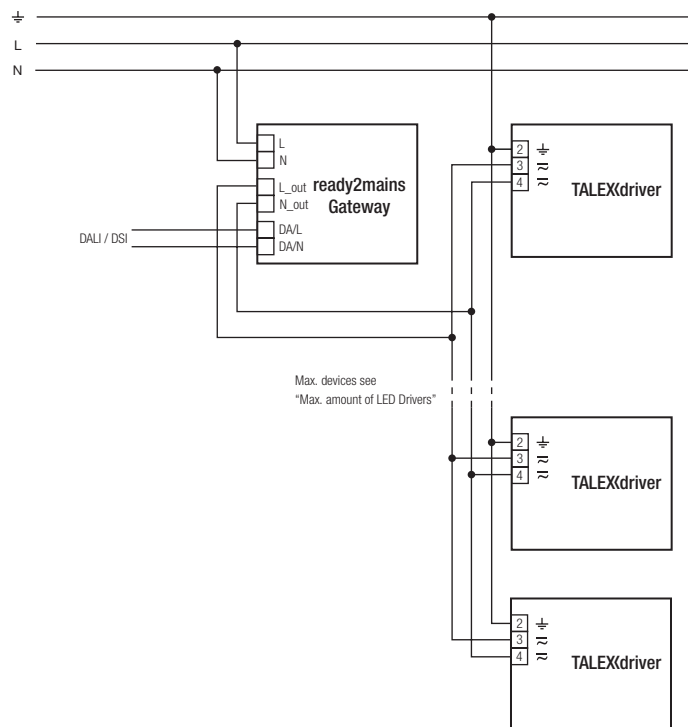 L
N
L
N
L_out
N_out
ready2mains
Gateway
DA/L
DA/N
DALI / DSI
2
3
4
TALEXdriver
Max. devices see
“Max. amount of LED Drivers”
2
3
4
TALEXdriver
2
3
4
TALEXdriver